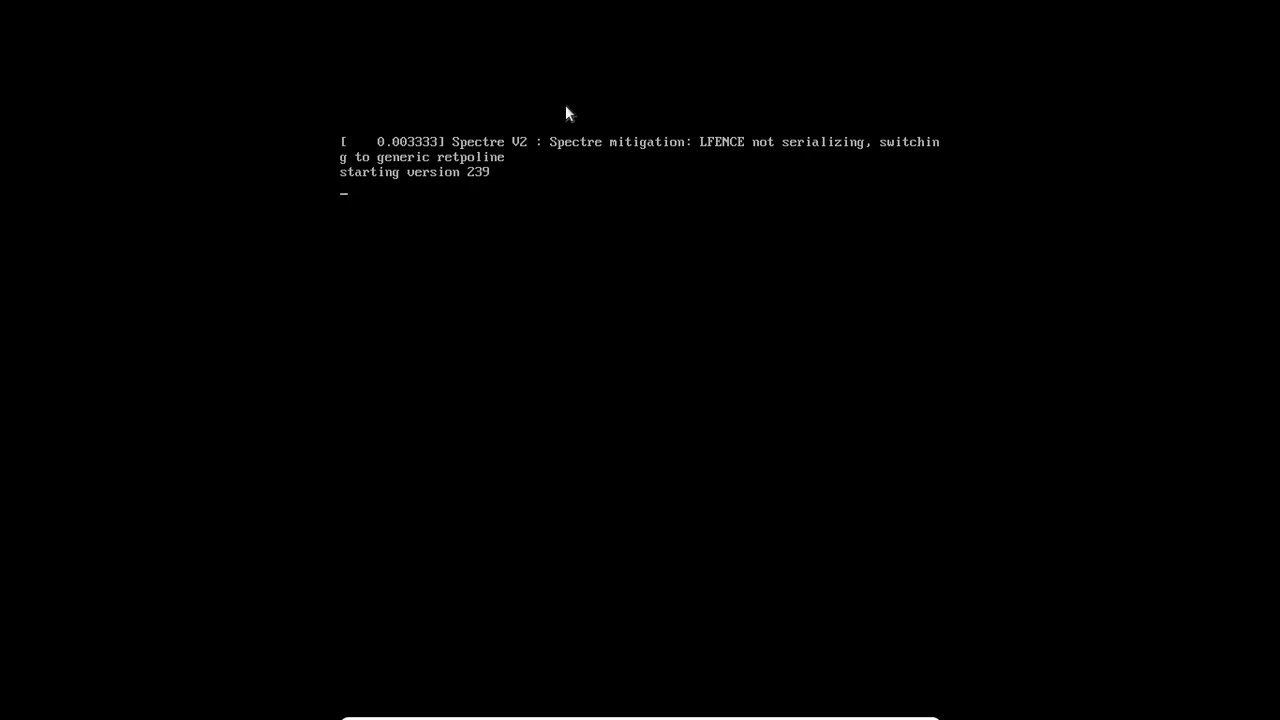 [    0.003333] Spectre V2 : Spectre mitigation: LFENCE not serializing, switchin
g to generic retpoline
starting version 239
_